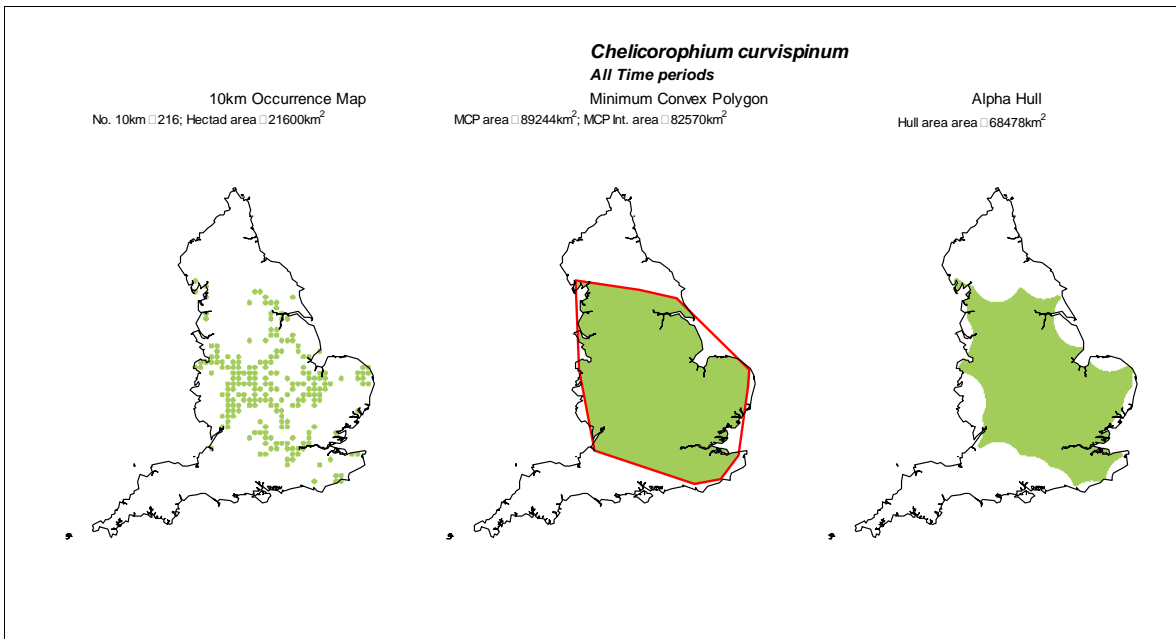 Chelicorophium curvispinum
All Time periods
10km Occurrence Map
No. 10km □216; Hectad area □21600km²
Minimum Convex Polygon
MCP area □89244km²; MCP Int. area □82570km²
Alpha Hull
Hull area area □68478km²